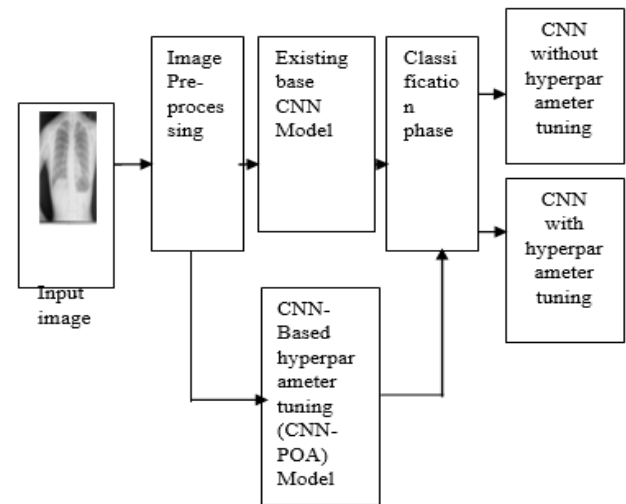 Input
image
Image
Pre-
proces
sing
Existing
base
CNN
Model
Classi
ficatio
n
phase
CNN
without
hyperpar
ameter
tuning
CNN
with
hyperpar
ameter
tuning
CNN-
Based
hyperpar
ameter
tuning
(CNN-
POA)
Model